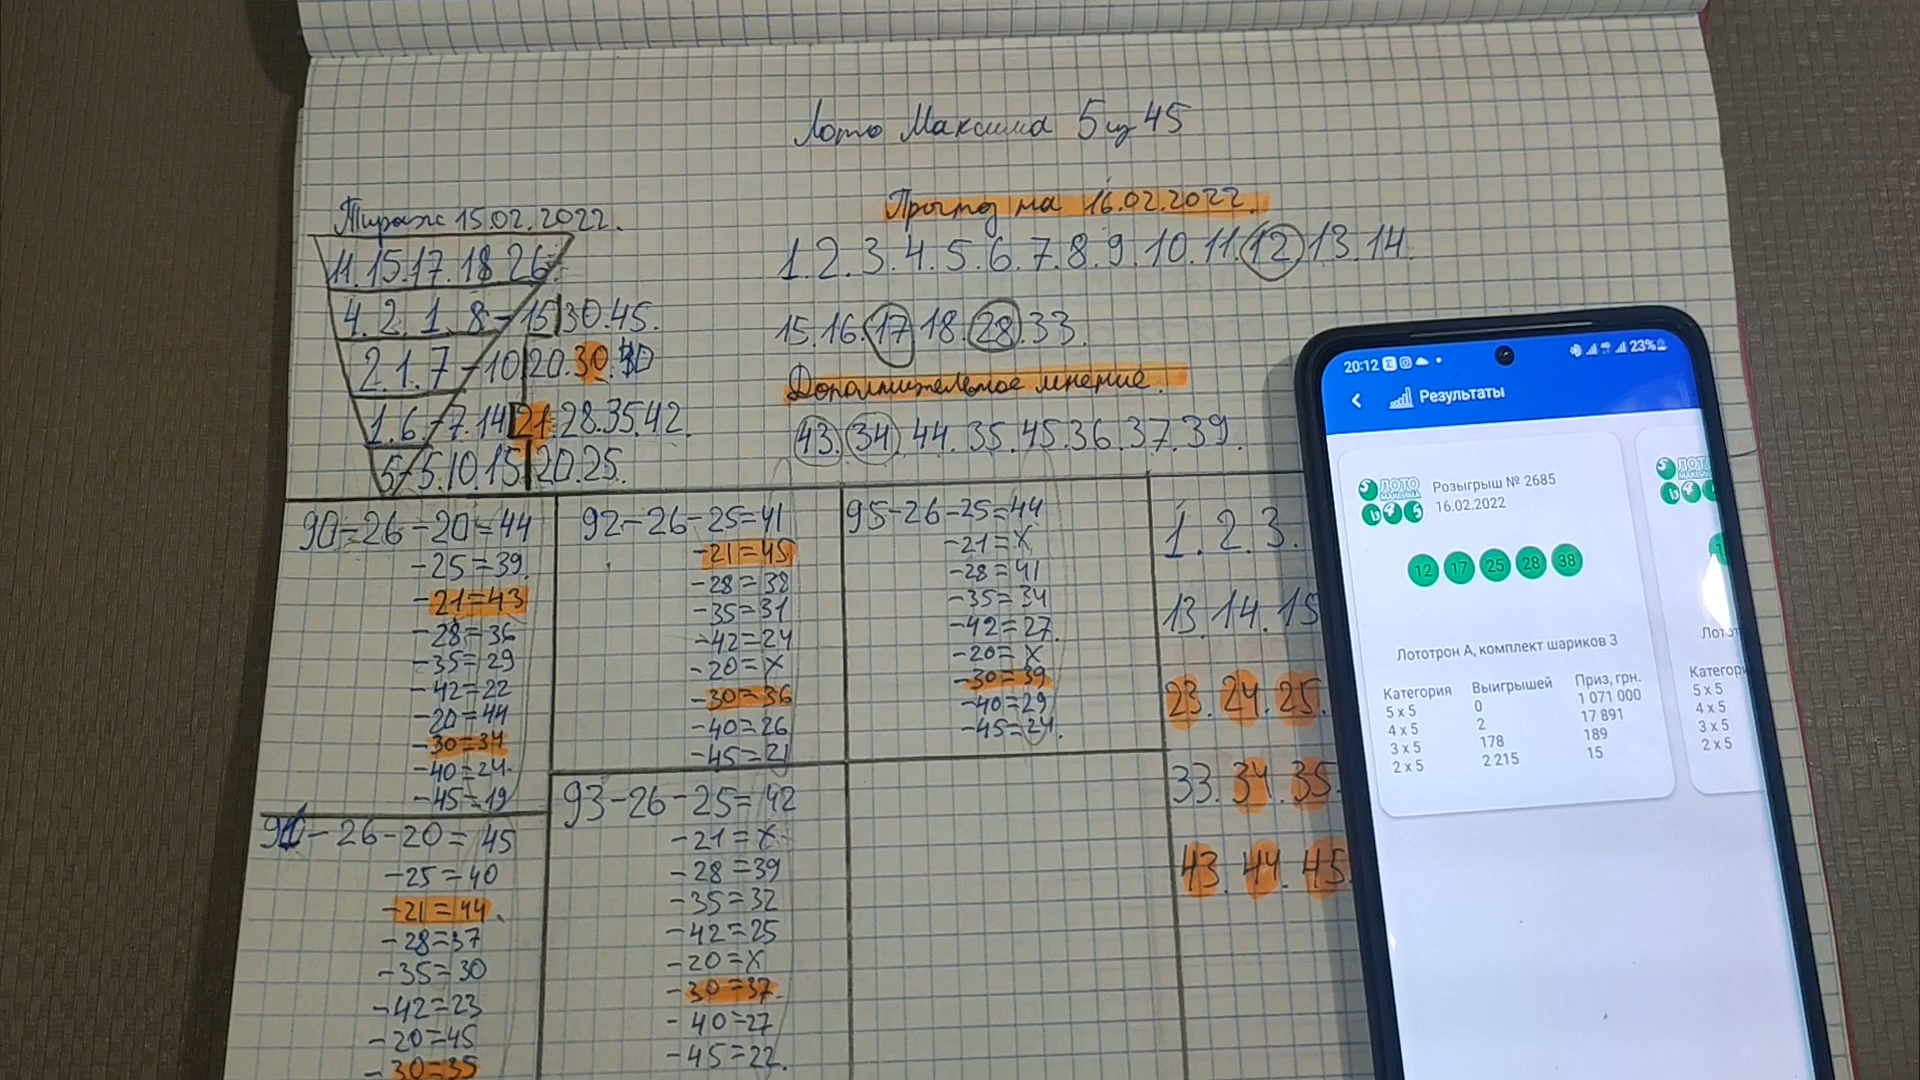 Лото Максима 5 из 45
Тираж 15.02.2022.
11.15.17.18.26.
4.2.1.8-15|30.45.
2.1.7-10|20.30.40
1.6-7.14|21.28.35.42.
5-5.10.15|20.25.
Прогноз на 16.02.2022.
1.2.3.4.5.6.7.8.9.10.11.12.13.14.
15.16.17.18.28.33.
Дополнительное мнение.
43.34.44.35.45.36.37.39.
90-26-20=44
-25=39.
-21=43
-28=36
-35=29
-42=22
-20=44
-30=34
-40=24.
-45=19
91-26-20=45
-25=40
-21=44.
-28=37
-35=30
-42=23
-20=45
-30=35
92-26-25=41
-21=45
-28=38
-35=31
-42=24
-20=X
-30=36
-40=26
-45=21
93-26-25=42
-21=X
-28=39
-35=32
-42=25
-20=X
-30=37.
-40=27
-45=22.
95-26-25=44
-21=X
-28=41
-35=34
-42=27.
-20=X
-30=39
-40=29
-45=24.
1.2.3.
13.14.15
23.24.25.
33.34.35.
43.44.45.
20:12
23%
Результаты
ЛОТО
МАКСИМА
5 из 45
Розыгрыш № 2685
16.02.2022
12 17 25 28 38
Лототрон А, комплект шариков 3
Категория Выигрышей Приз, грн.
5 x 5 0 1 071 000
4 x 5 2 17 891
3 x 5 178 189
2 x 5 2 215 15
5 x 5
4 x 5
3 x 5
2 x 5